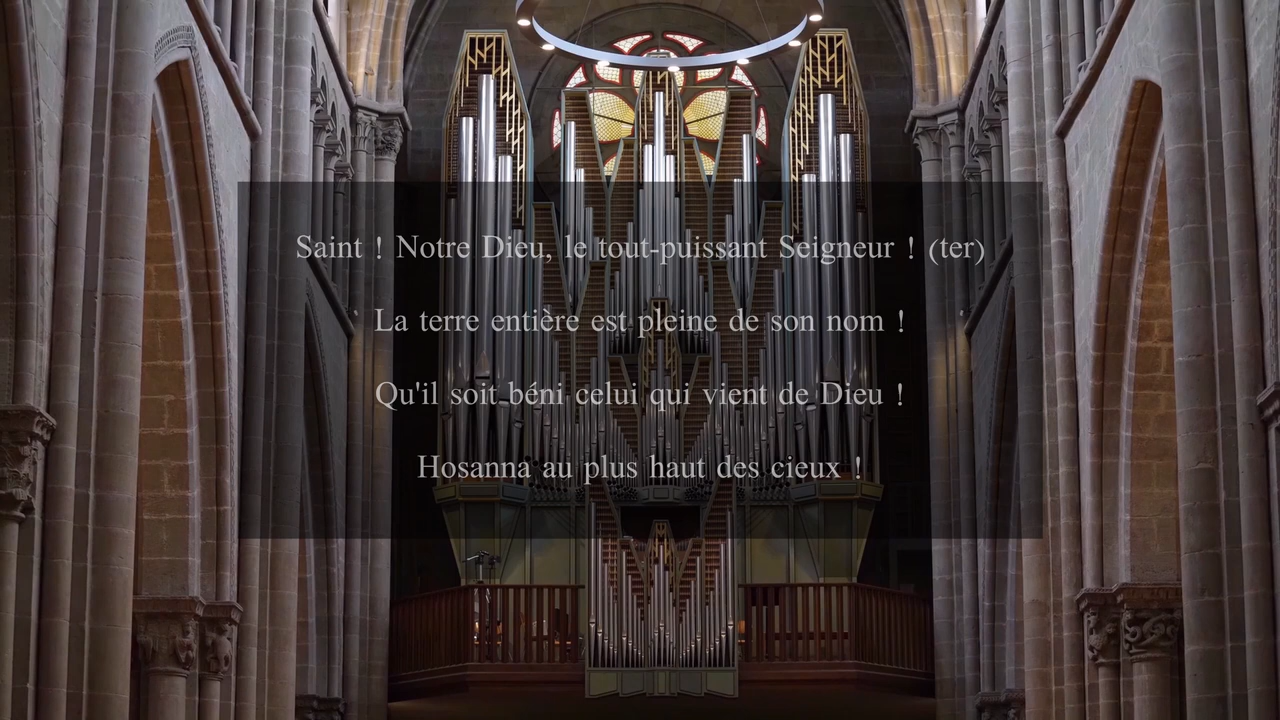 Saint ! Notre Dieu, le tout-puissant Seigneur ! (ter)
La terre entière est pleine de son nom !
Qu'il soit béni celui qui vient de Dieu !
Hosanna au plus haut des cieux !